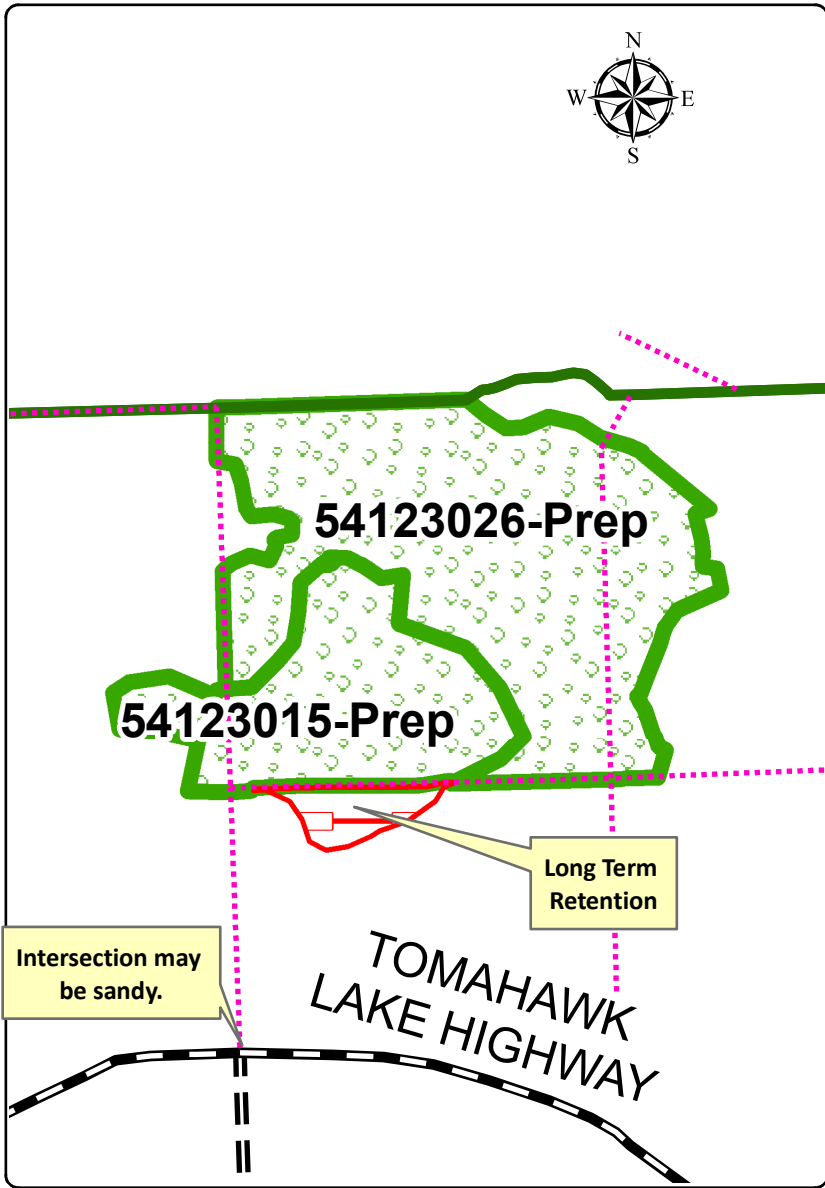 N
W
E
S
54123026-Prep
54123015-Prep
Long Term
Retention
Intersection may
be sandy.
TOMAHAWK
LAKE HIGHWAY